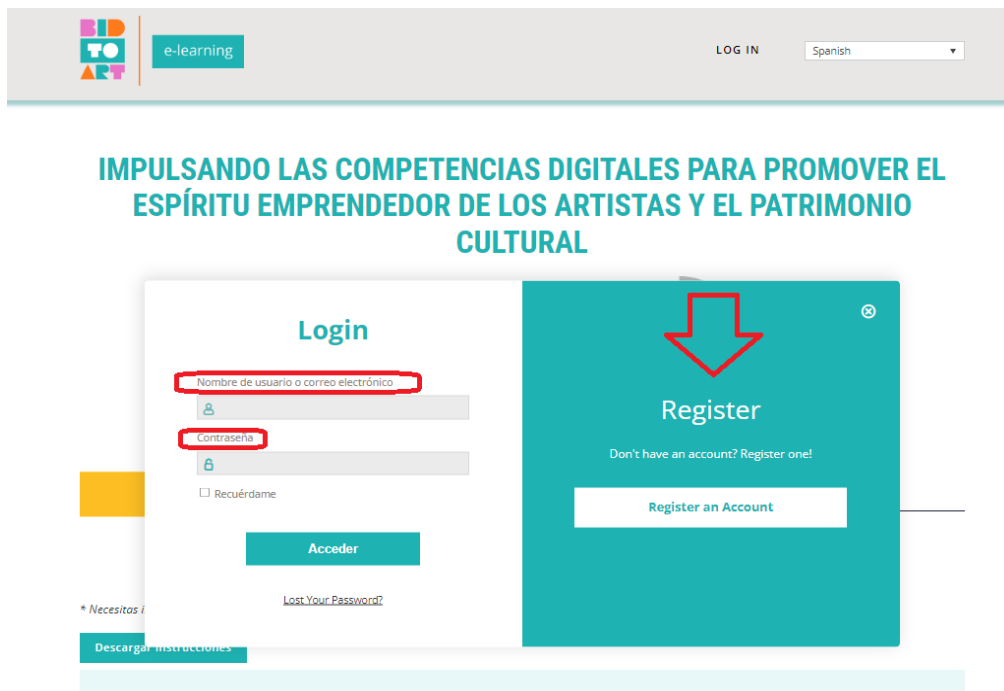 BID
TO
ART
e-learning
LOG IN
Spanish
IMPULSANDO LAS COMPETENCIAS DIGITALES PARA PROMOVER EL
ESPÍRITU EMPRENDEDOR DE LOS ARTISTAS Y EL PATRIMONIO
CULTURAL
Login
Nombre de usuario o correo electrónico
Contraseña
Recuérdame
Acceder
Lost Your Password?
Register
Don't have an account? Register one!
Register an Account
* Necesitas i
Descargar instrucciones